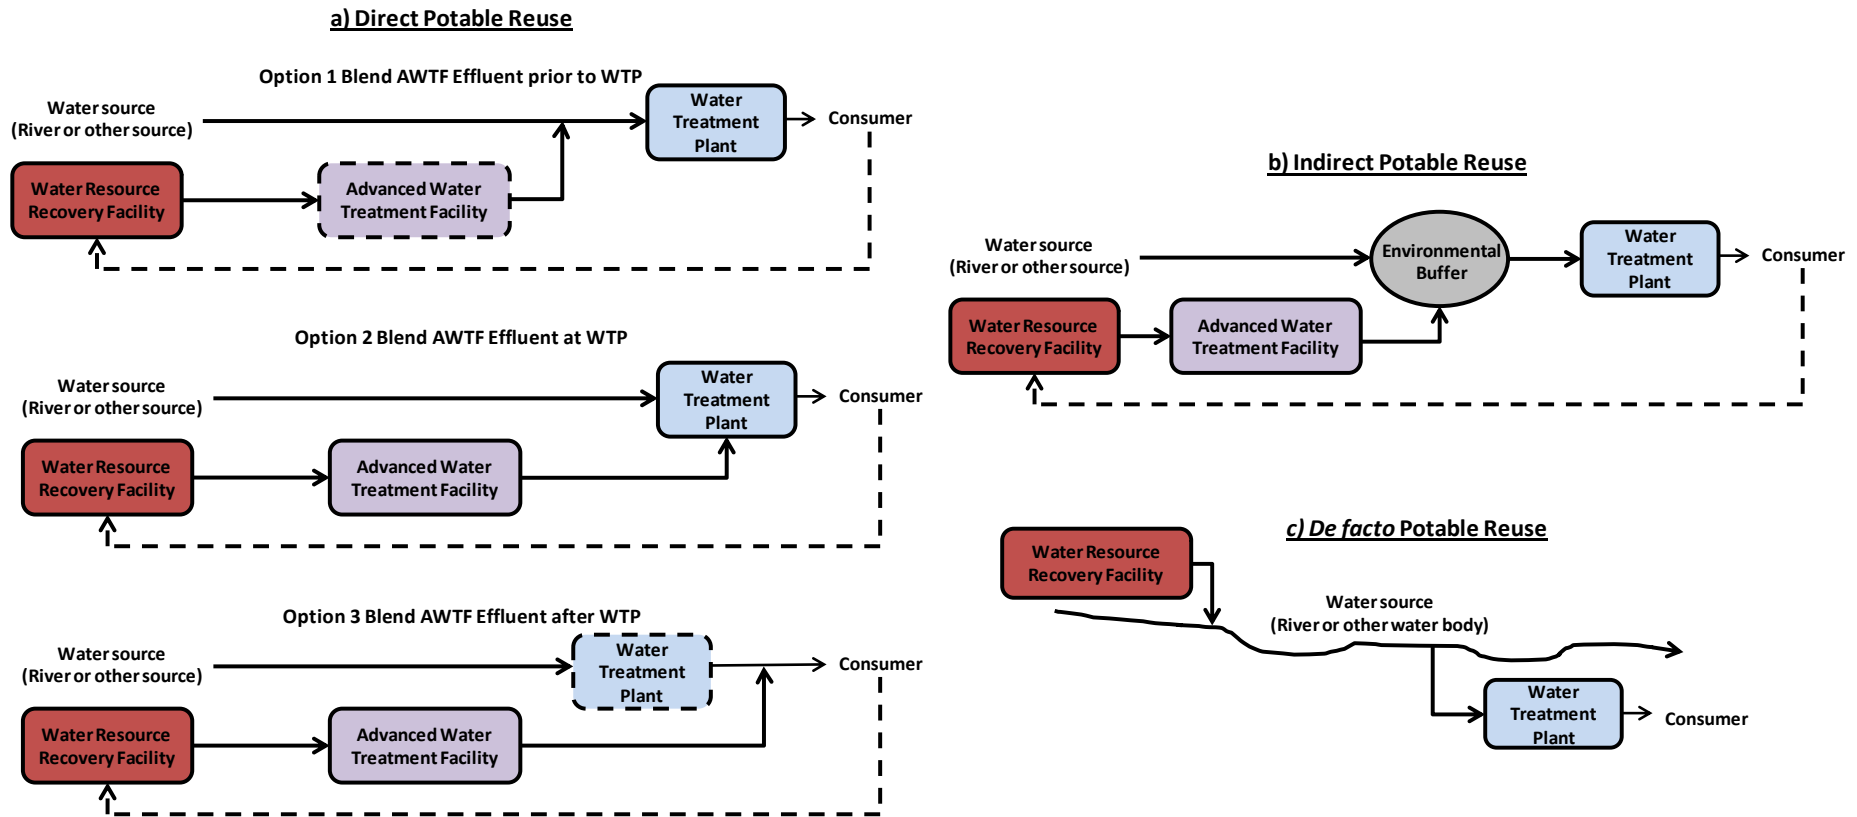 a) Direct Potable Reuse
Option 1 Blend AWTF Effluent prior to WTP
Water source
(River or other source)
Water
Treatment
Plant
Consumer
Water Resource
Recovery Facility
Advanced Water
Treatment Facility
Option 2 Blend AWTF Effluent at WTP
Water source
(River or other source)
Water
Treatment
Plant
Consumer
Water Resource
Recovery Facility
Advanced Water
Treatment Facility
Option 3 Blend AWTF Effluent after WTP
Water source
(River or other source)
Water
Treatment
Plant
Consumer
Water Resource
Recovery Facility
Advanced Water
Treatment Facility
b) Indirect Potable Reuse
Water source
(River or other source)
Environmental
Buffer
Water
Treatment
Plant
Consumer
Water Resource
Recovery Facility
Advanced Water
Treatment Facility
c) De facto Potable Reuse
Water Resource
Recovery Facility
Water source
(River or other water body)
Water
Treatment
Plant
Consumer